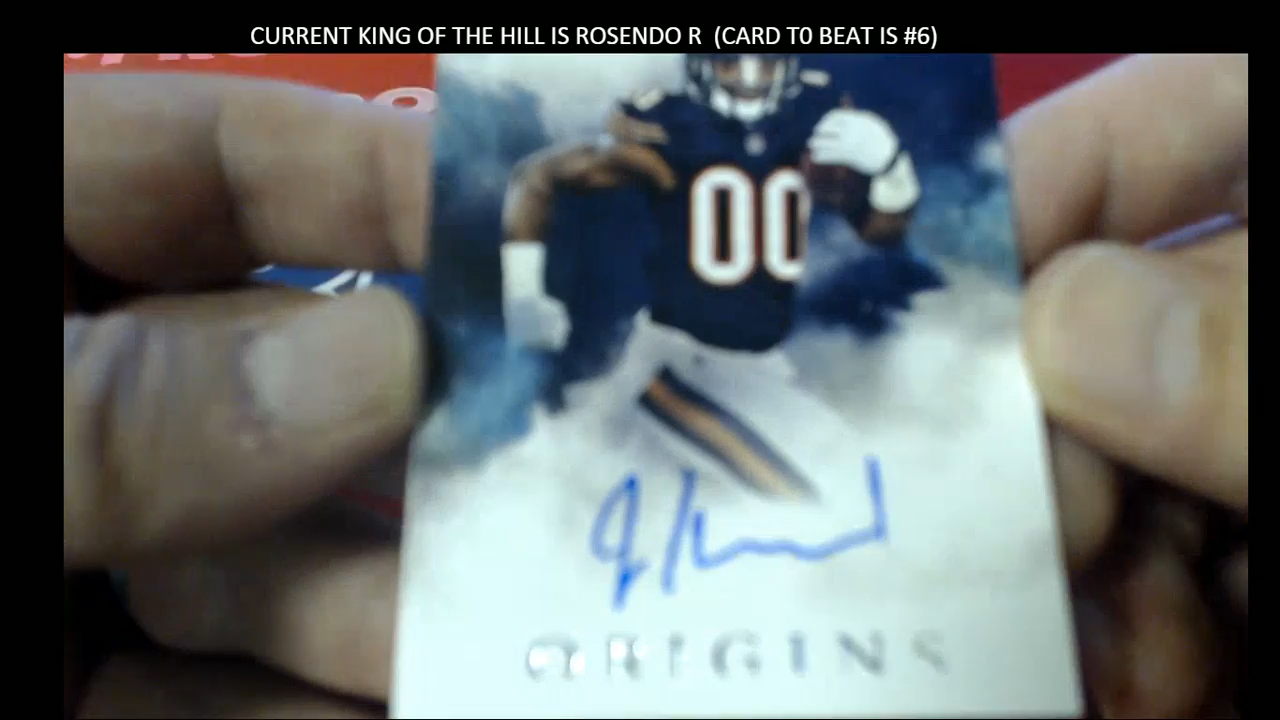 CURRENT KING OF THE HILL IS ROSENDO R (CARD T0 BEAT IS #6)
00
ORIGINS